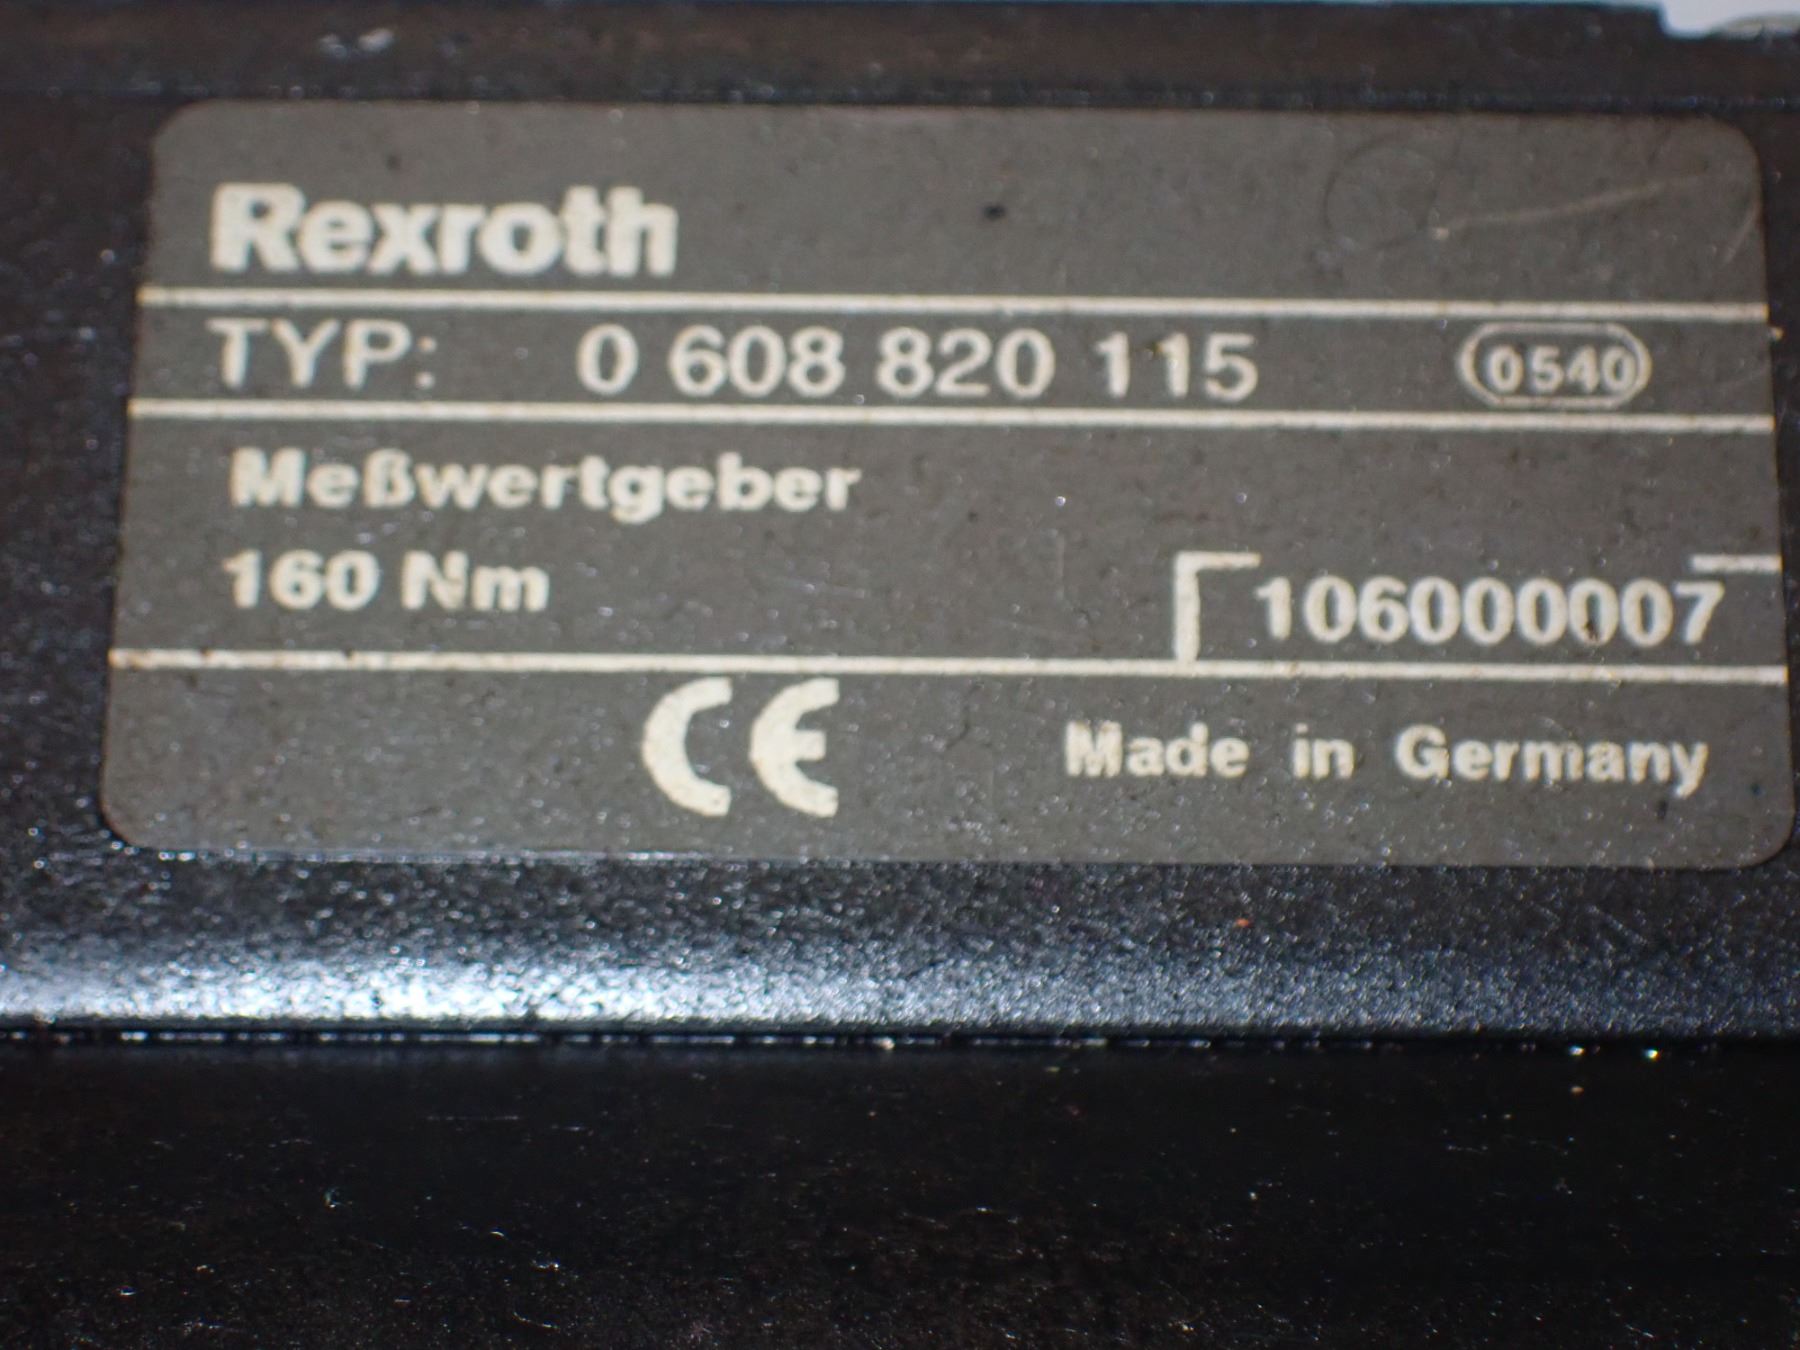 Rexroth
TYP: 0 608 820 115 0540
Meßwertgeber
160 Nm 106000007
CE Made in Germany